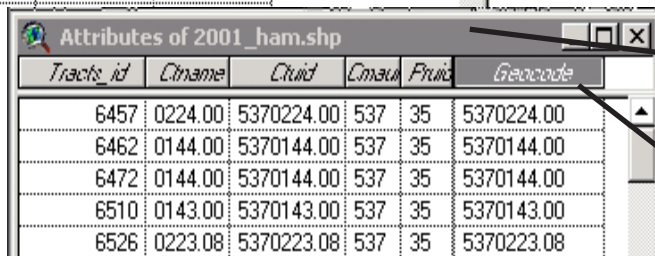 Attributes of 2001_ham.shp
Tracts_id Ctname Ctuid Cmaui Pruid Geocode
6457 0224.00 5370224.00 537 35 5370224.00
6462 0144.00 5370144.00 537 35 5370144.00
6472 0144.00 5370144.00 537 35 5370144.00
6510 0143.00 5370143.00 537 35 5370143.00
6526 0223.08 5370223.08 537 35 5370223.08